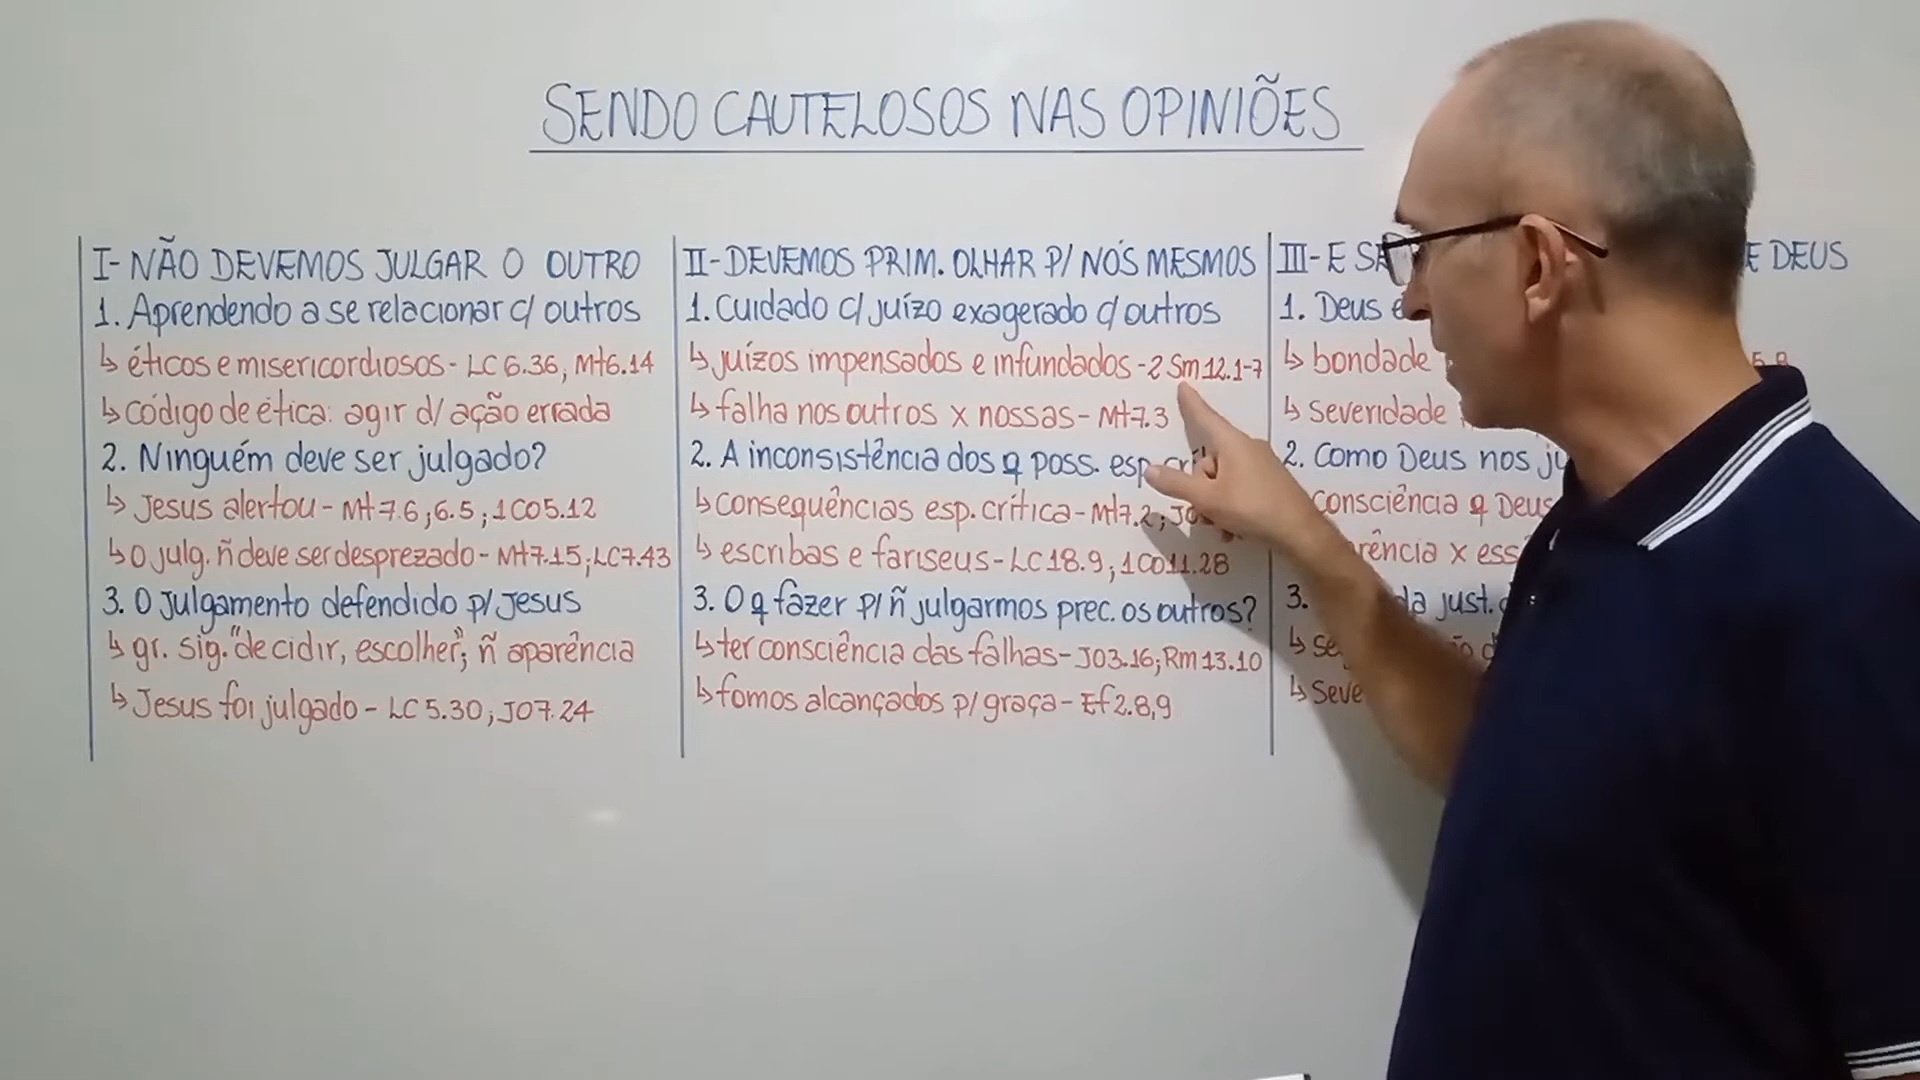 SENDO CAUTELOSOS NAS OPINIÕES
I- NÃO DEVEMOS JULGAR O OUTRO
1. Aprendendo a se relacionar c/ outros
↳ éticos e misericordiosos - LC 6.36, Mt6.14
↳ código de ética: agir d/ ação errada
2. Ninguém deve ser julgado?
↳ Jesus alertou - Mt 7.6; 6.5; 1CO5.12
↳ O julg. ñ deve ser desprezado - Mt7.15; LC7.43
3. O julgamento defendido p/ Jesus
↳ gr. sig. "decidir, escolher"; ñ aparência
↳ Jesus foi julgado - LC 5.30; JO7.24
II- DEVEMOS PRIM. OLHAR P/ NÓS MESMOS
1. Cuidado c/ juízo exagerado c/ outros
↳ juízos impensados e infundados - 2 Sm 12.1-7
↳ falha nos outros x nossas - Mt7.3
2. A inconsistência dos q poss. esp.
↳ consequências esp. crítica - Mt7.2;
↳ escribas e fariseus - LC 18.9; 1CO11.28
3. O q fazer p/ ñ julgarmos prec. os outros?
↳ ter consciência das falhas - JO3.16; Rm 13.10
↳ fomos alcançados p/ graça - Ef 2.8,9
III- E DEUS
1. Deus
↳ bondade
↳ severidade
2. Como Deus nos
consciência q Deus
x
3. just.